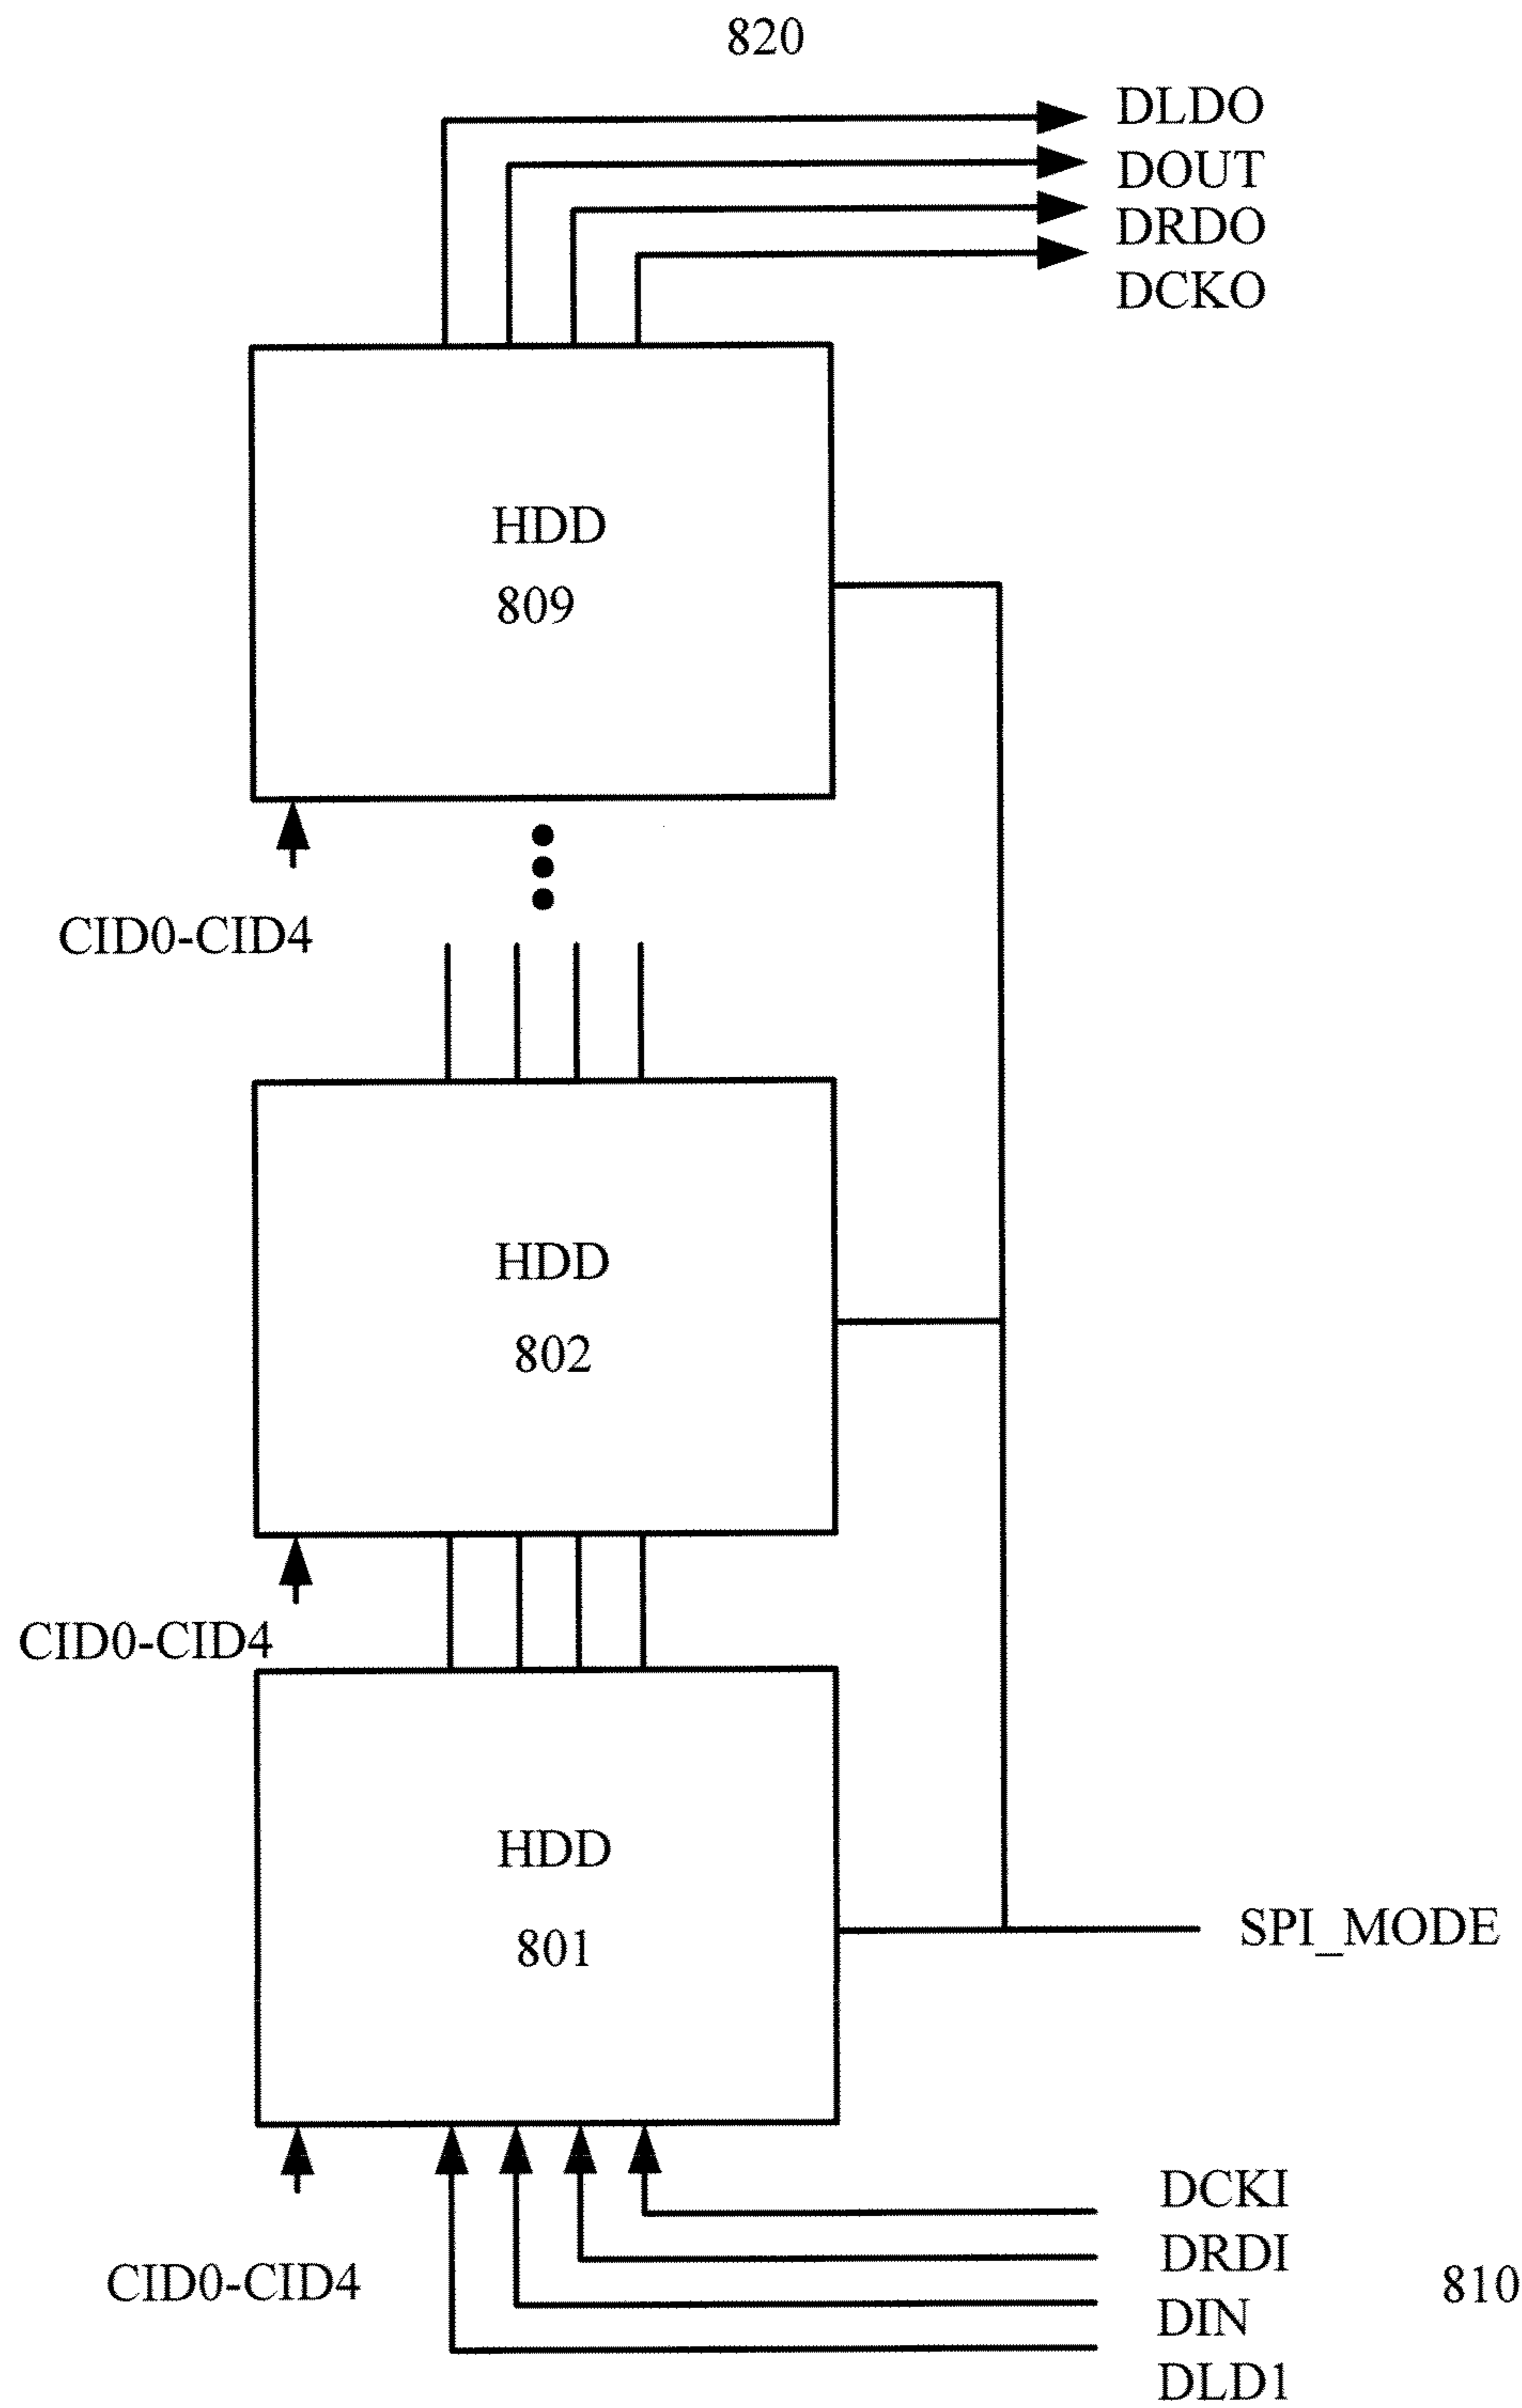 820
DLDO
DOUT
DRDO
DCKO
HDD
809
CID0-CID4
HDD
802
CID0-CID4
HDD
801
SPI_MODE
DCKI
DRDI
CID0-CID4
810
DIN
DLD1